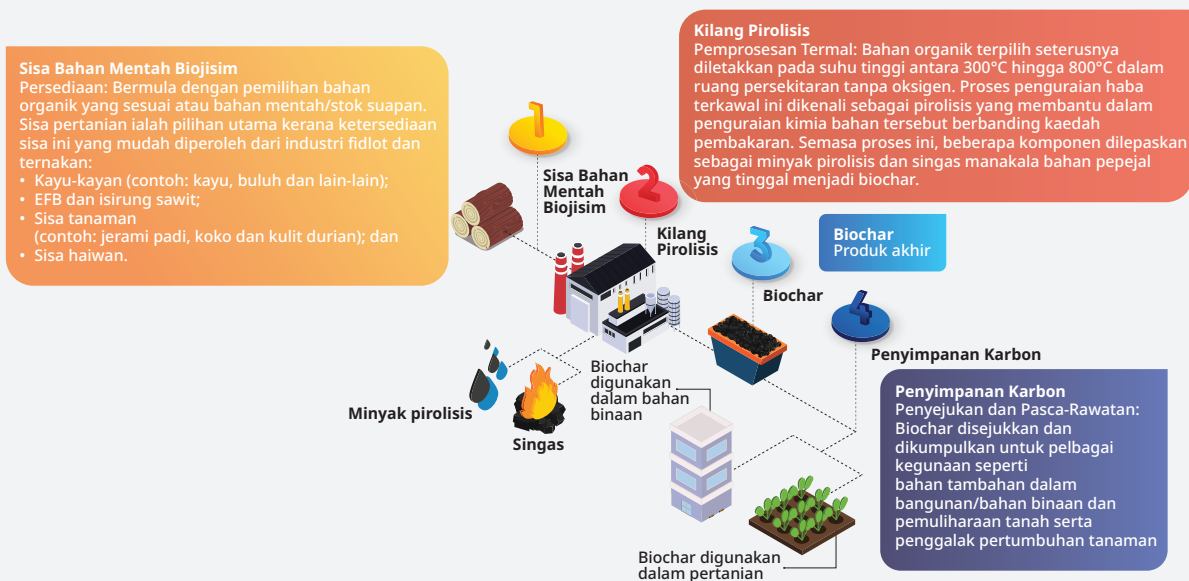 Sisa Bahan Mentah Biojisim
Persediaan: Bermula dengan pemilihan bahan
organik yang sesuai atau bahan mentah/stok suapan.
Sisa pertanian ialah pilihan utama kerana ketersediaan
sisa ini yang mudah diperoleh dari industri fidlot dan
ternakan:
• Kayu-kayan (contoh: kayu, buluh dan lain-lain);
• EFB dan isirung sawit;
• Sisa tanaman
(contoh: jerami padi, koko dan kulit durian); dan
• Sisa haiwan.
1
Sisa Bahan
Mentah
Biojisim
Kilang Pirolisis
Pemprosesan Termal: Bahan organik terpilih seterusnya
diletakkan pada suhu tinggi antara 300°C hingga 800°C dalam
ruang persekitaran tanpa oksigen. Proses penguraian haba
terkawal ini dikenali sebagai pirolisis yang membantu dalam
penguraian kimia bahan tersebut berbanding kaedah
pembakaran. Semasa proses ini, beberapa komponen dilepaskan
sebagai minyak pirolisis dan singas manakala bahan pepejal
yang tinggal menjadi biochar.
2
Kilang
Pirolisis
3
Biochar
Biochar
Produk akhir
4
Penyimpanan Karbon
Penyimpanan Karbon
Penyejukan dan Pasca-Rawatan:
Biochar disejukkan dan
dikumpulkan untuk pelbagai
kegunaan seperti
bahan tambahan dalam
bangunan/bahan binaan dan
pemuliharaan tanah serta
penggalak pertumbuhan tanaman
Minyak pirolisis
Singas
Biochar
digunakan
dalam bahan
binaan
Biochar digunakan
dalam pertanian